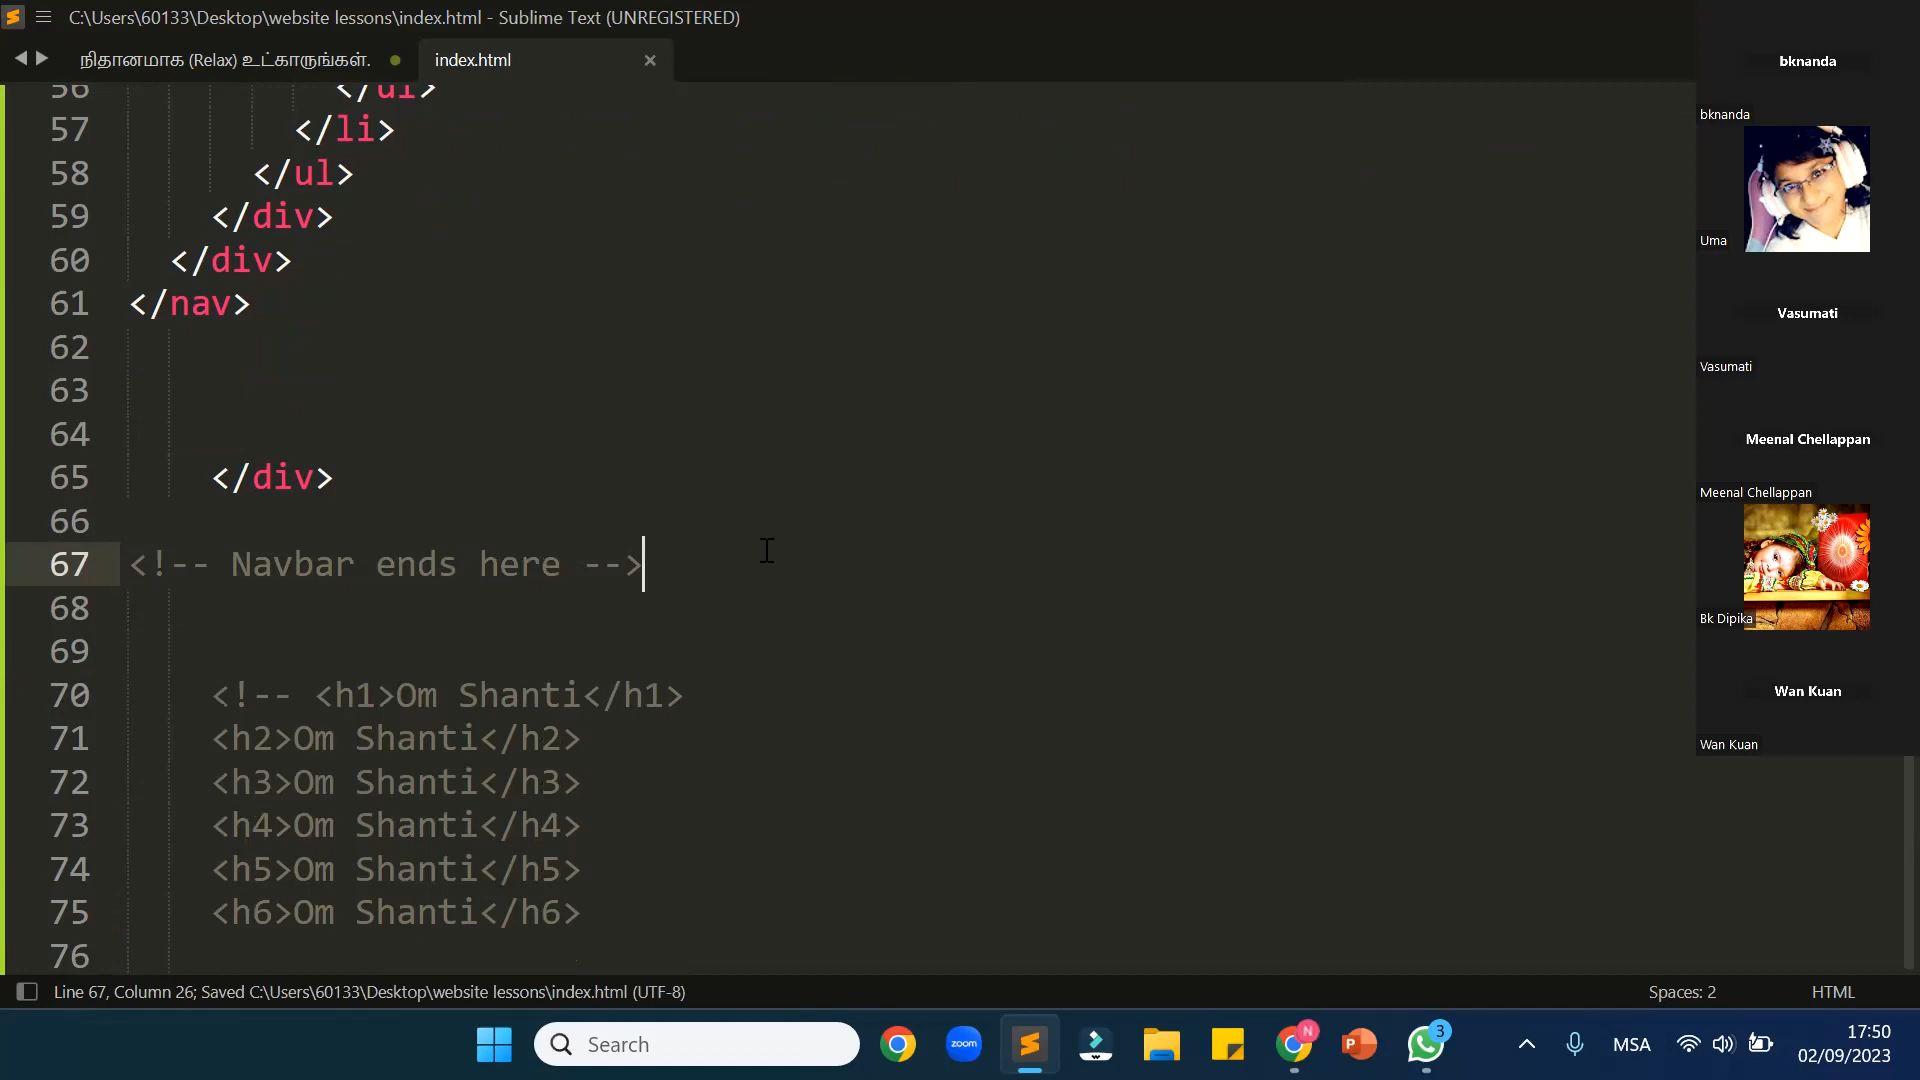 C:\Users\60133\Desktop\website lessons\index.html - Sublime Text (UNREGISTERED)
நிதானமாக (Relax) உட்காருங்கள்.
index.html
56 </ul>
57 </li>
58 </ul>
59 </div>
60 </div>
61 </nav>
62
63
64
65 </div>
66
67 <!-- Navbar ends here -->
68
69
70 <!-- <h1>Om Shanti</h1>
71 <h2>Om Shanti</h2>
72 <h3>Om Shanti</h3>
73 <h4>Om Shanti</h4>
74 <h5>Om Shanti</h5>
75 <h6>Om Shanti</h6>
76
bknanda
bknanda
Uma
Vasumati
Vasumati
Meenal Chellappan
Meenal Chellappan
Bk Dipika
Wan Kuan
Wan Kuan
Line 67, Column 26; Saved C:\Users\60133\Desktop\website lessons\index.html (UTF-8)
Spaces: 2
HTML
Search
zoom
N
P
3
MSA
17:50
02/09/2023